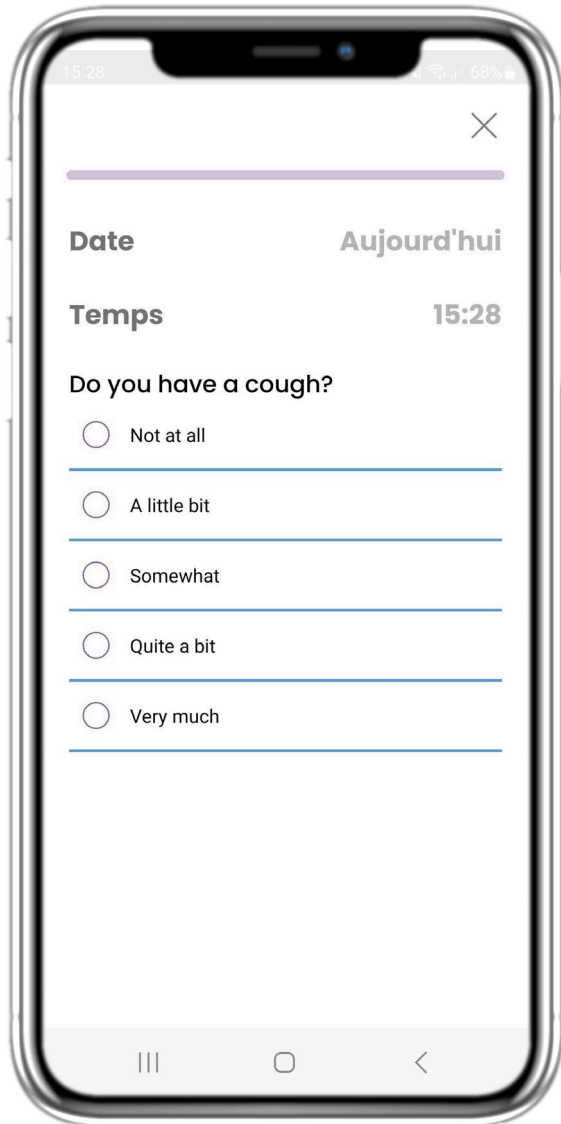 15:28
68%
Date
Aujourd'hui
Temps
15:28
Do you have a cough?
Not at all
A little bit
Somewhat
Quite a bit
Very much